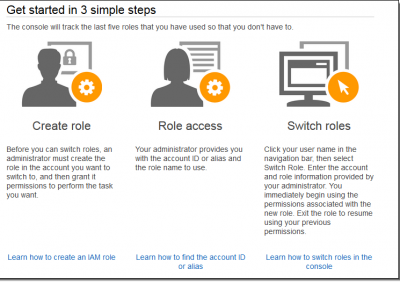 Get started in 3 simple steps
The console will track the last five roles that you have used so that you don't have to.
Create role
Before you can switch roles, an
administrator must create the
role in the account you want to
switch to, and then grant it
permissions to perform the task
you want.
Learn how to create an IAM role
Role access
Your administrator provides you
with the account ID or alias and
the role name to use.
Learn how to find the account ID
or alias
Switch roles
Click your user name in the
navigation bar, then select
Switch Role. Enter the account
and role information provided by
your administrator. You
immediately begin using the
permissions associated with the
new role. Exit the role to resume
using your previous
permissions.
Learn how to switch roles in the
console